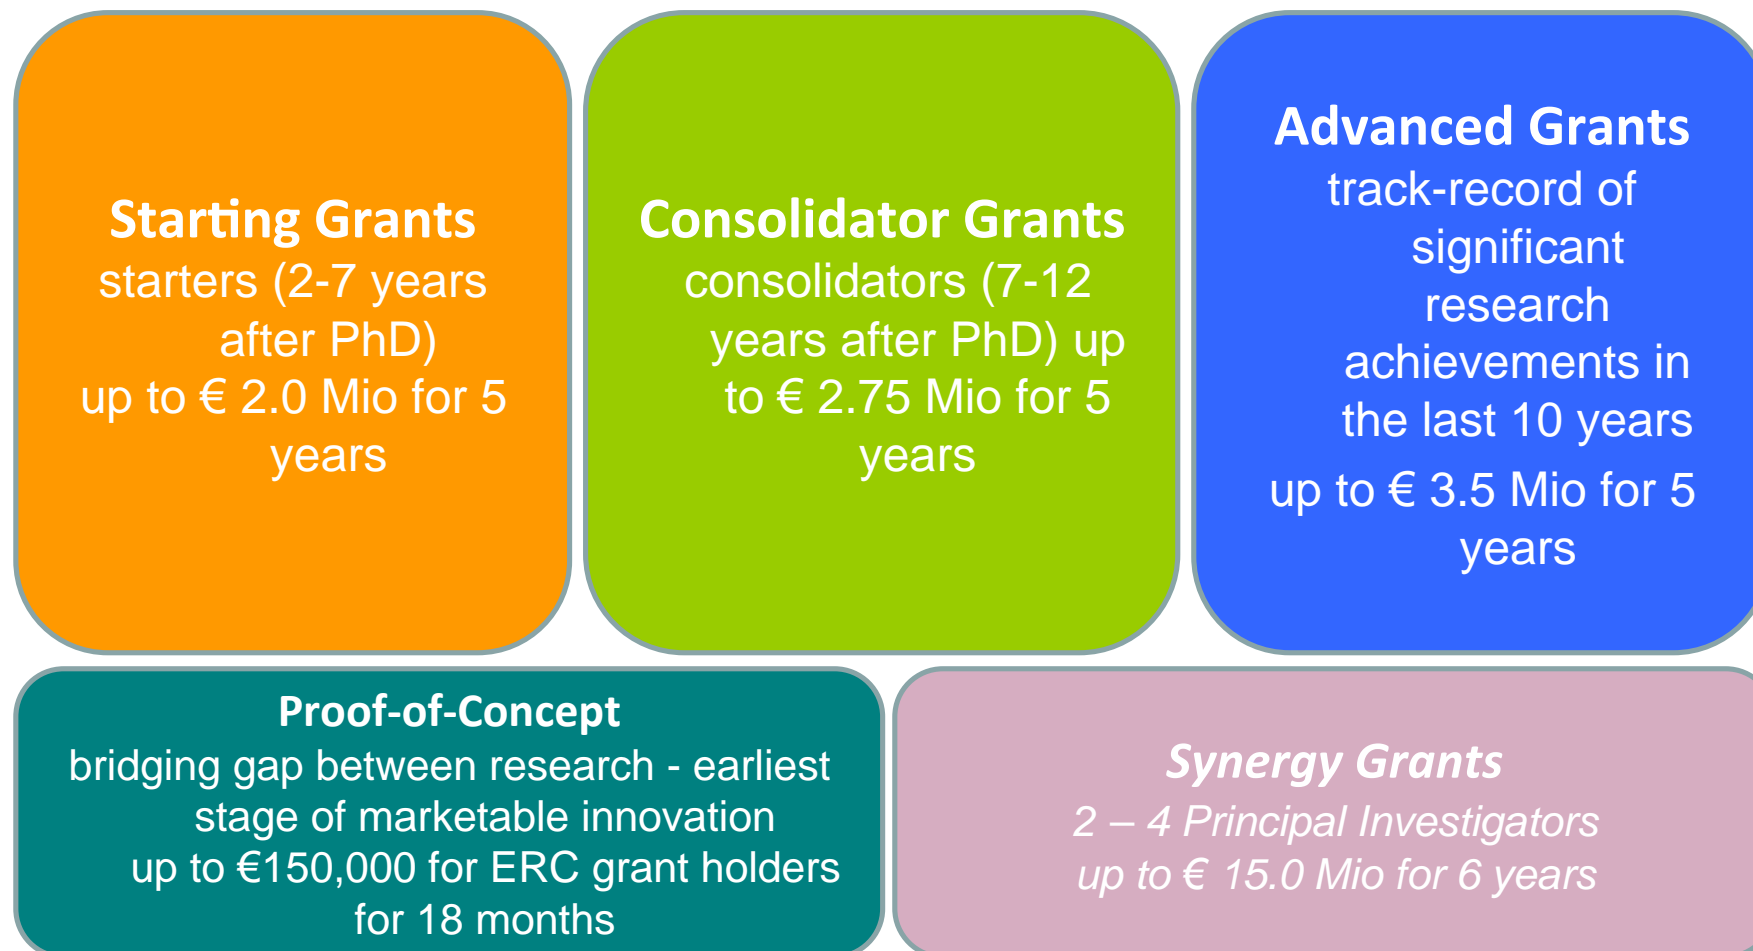 Starting Grants
starters (2-7 years
after PhD)
up to € 2.0 Mio for 5
years
Consolidator Grants
consolidators (7-12
years after PhD) up
to € 2.75 Mio for 5
years
Advanced Grants
track-record of
significant
research
achievements in
the last 10 years
up to € 3.5 Mio for 5
years
Proof-of-Concept
bridging gap between research - earliest
stage of marketable innovation
up to €150,000 for ERC grant holders
for 18 months
Synergy Grants
2 – 4 Principal Investigators
up to € 15.0 Mio for 6 years